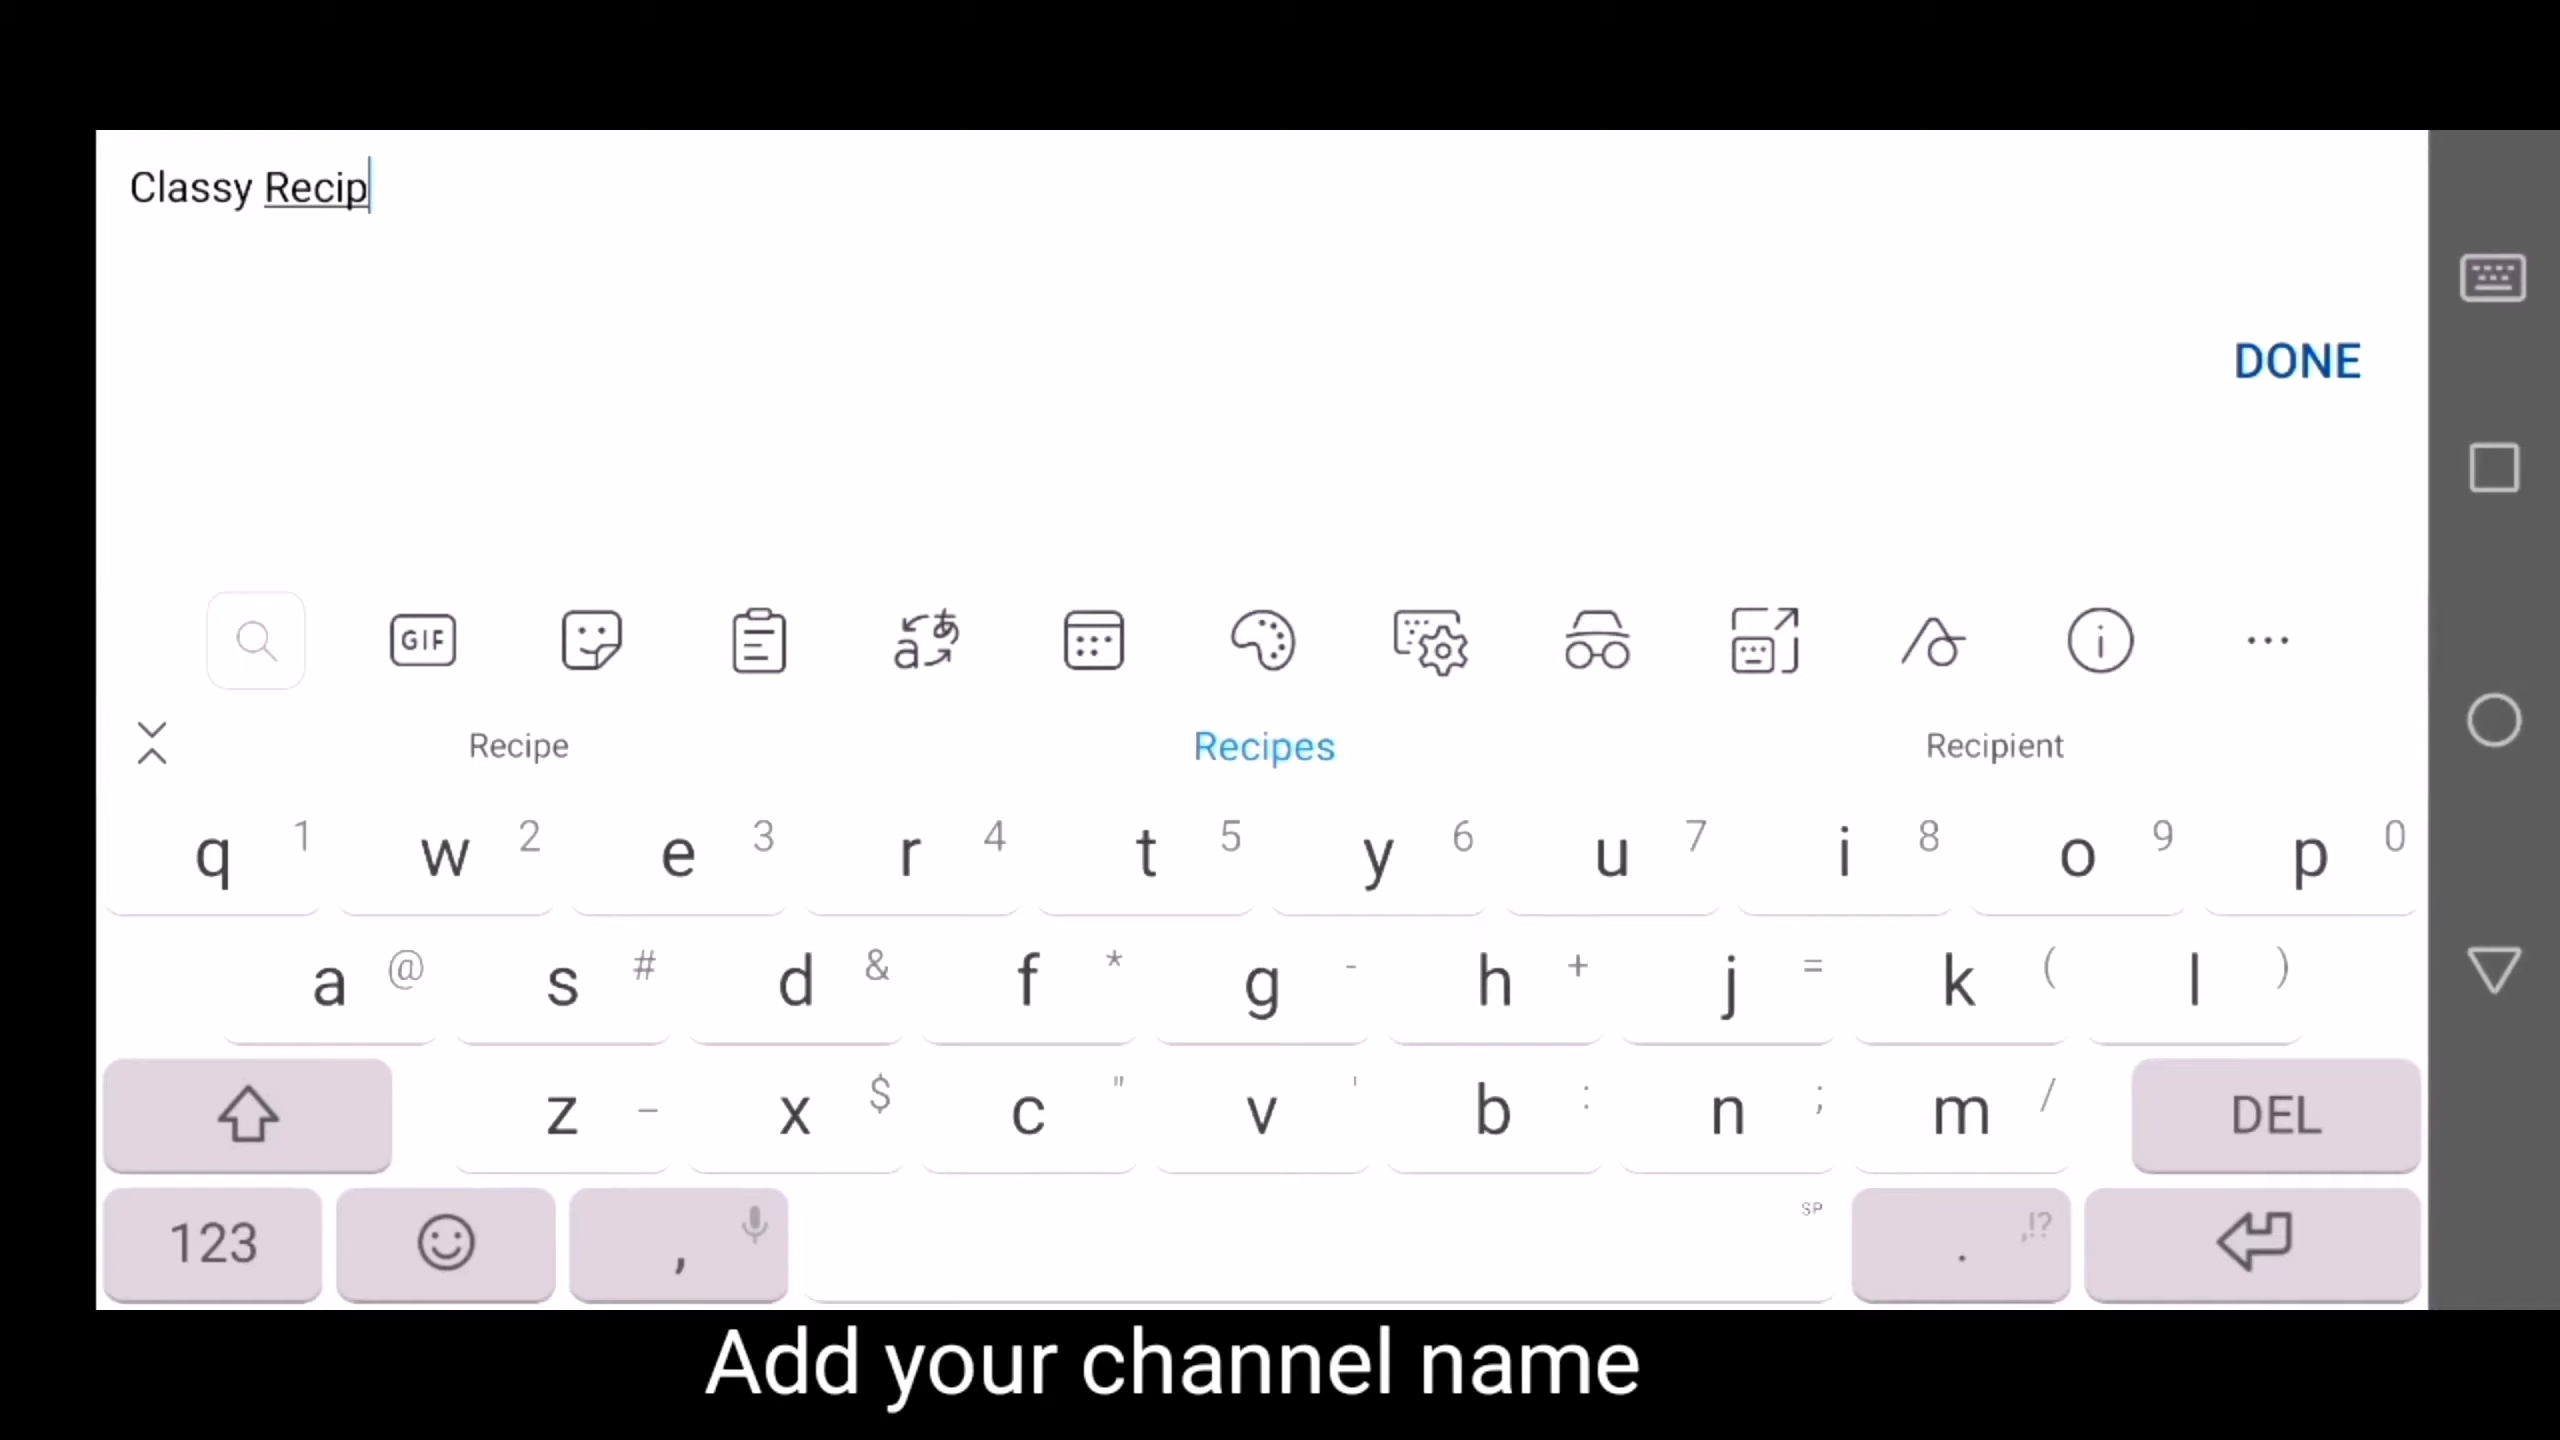 Classy Recip
DONE
GIF a あ
Recipe Recipes Recipient
q 1 w 2 e 3 r 4 t 5 y 6 u 7 i 8 o 9 p 0
a @ s # d & f * g - h + j = k ( l )
z _ x $ c " v ' b : n ; m / DEL
123 , SP . ,!?
Add your channel name